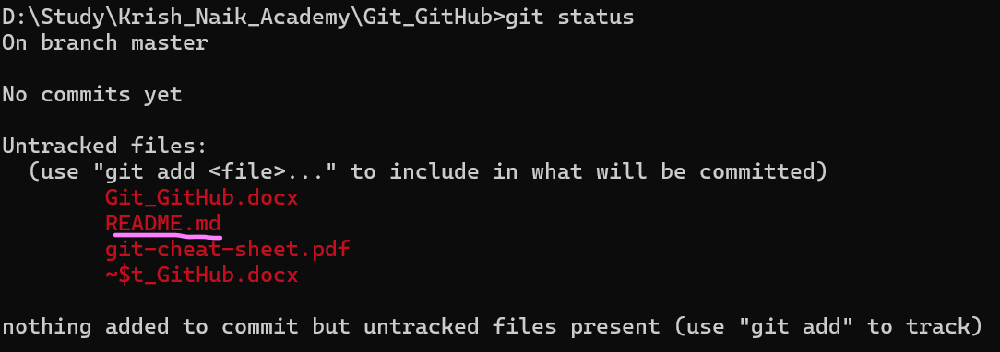 D:\Study\Krish_Naik_Academy\Git_GitHub>git status
On branch master
No commits yet
Untracked files:
(use "git add <file>..." to include in what will be committed)
Git_GitHub.docx
README.md
git-cheat-sheet.pdf
~$t_GitHub.docx
nothing added to commit but untracked files present (use "git add" to track)